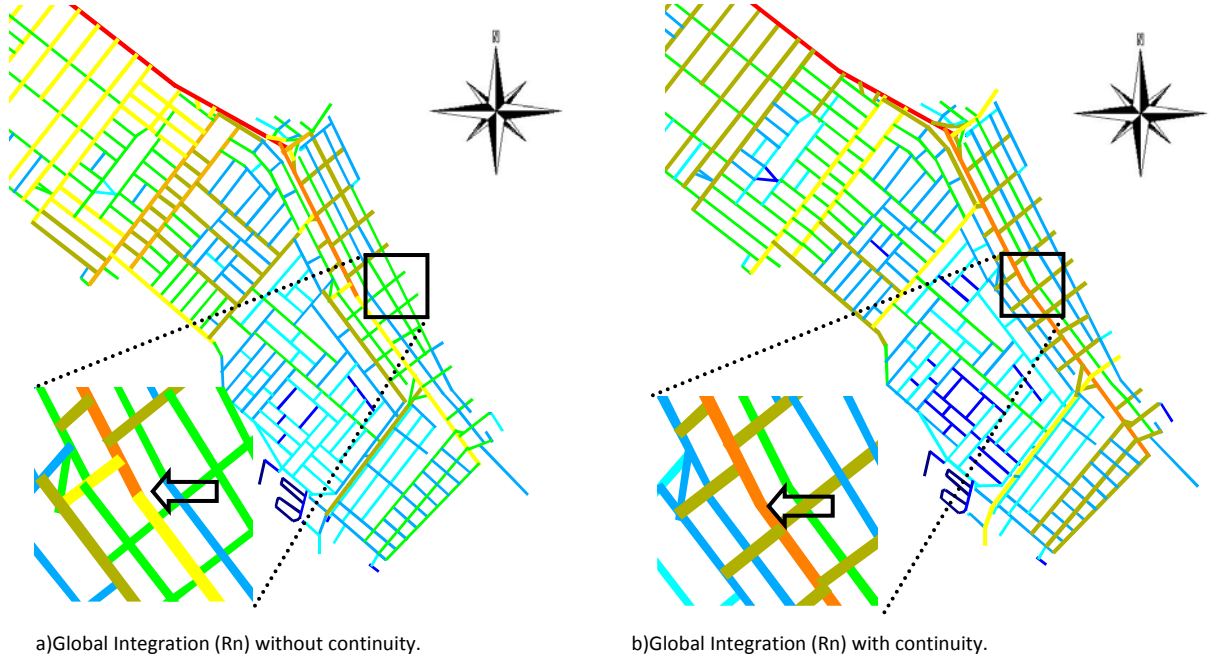 N
N
a)Global Integration (Rn) without continuity.
b)Global Integration (Rn) with continuity.